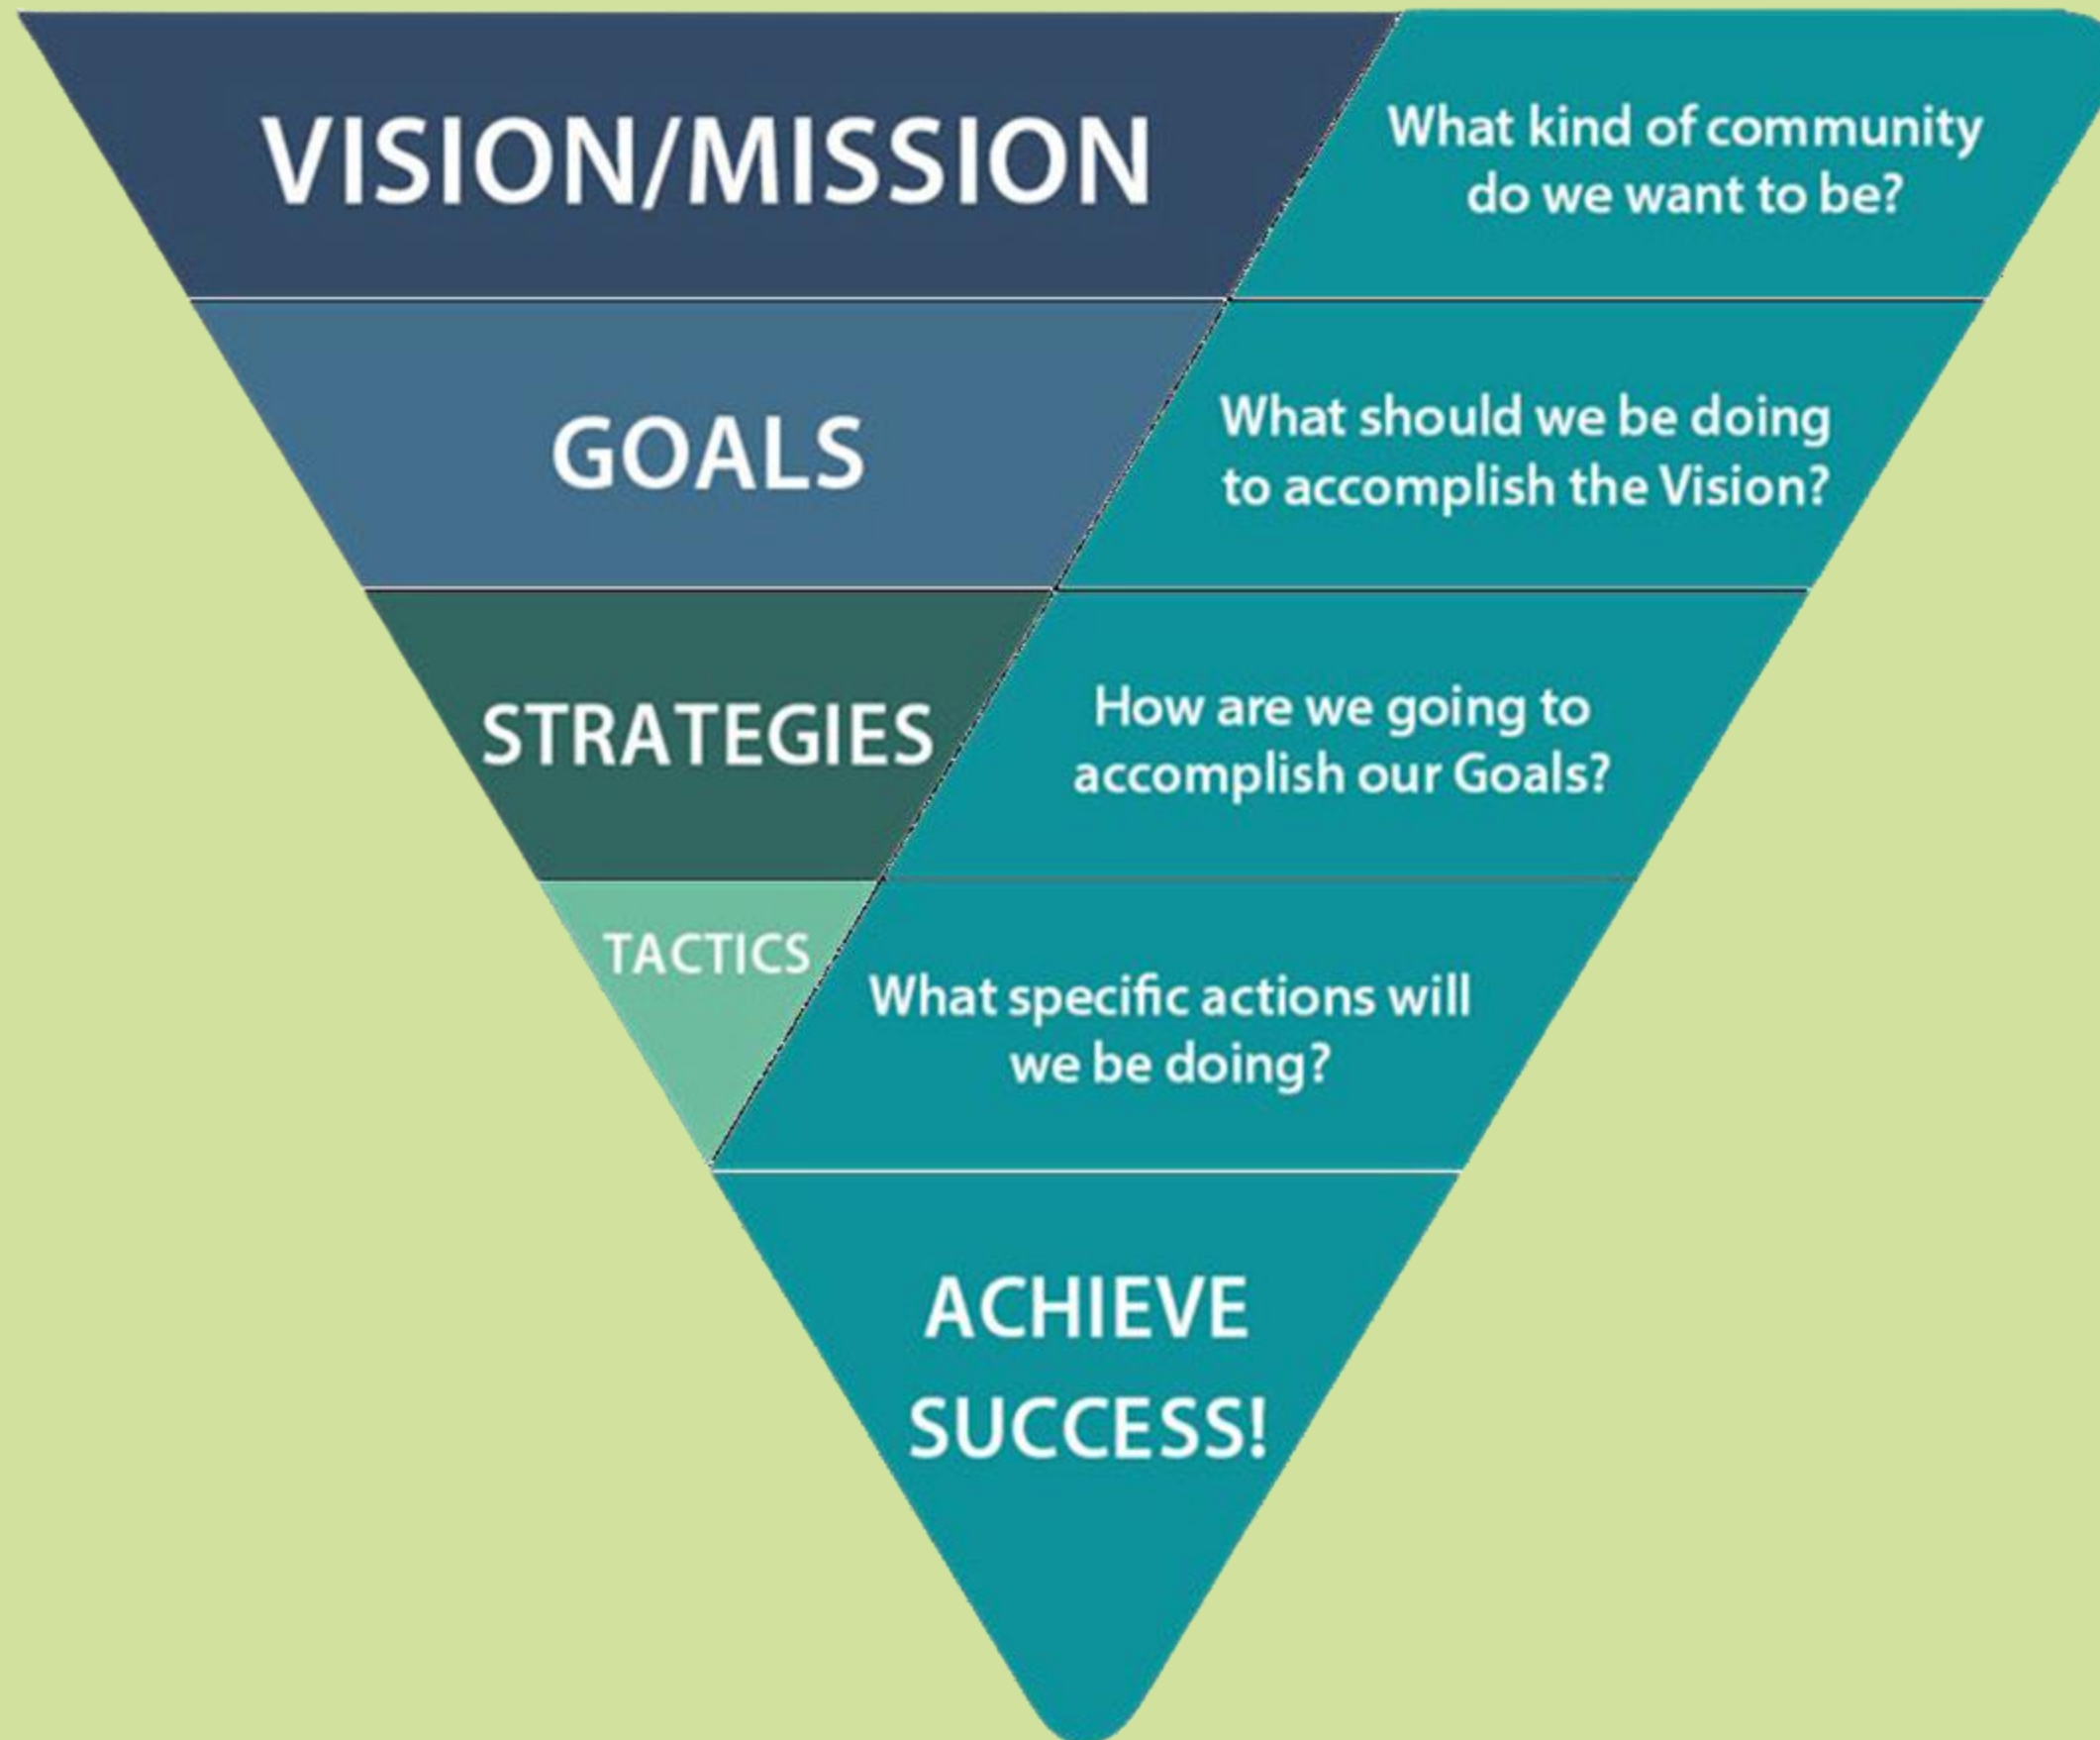 VISION/MISSION
What kind of community
do we want to be?
GOALS
What should we be doing
to accomplish the Vision?
STRATEGIES
How are we going to
accomplish our Goals?
TACTICS
What specific actions will
we be doing?
ACHIEVE
SUCCESS!